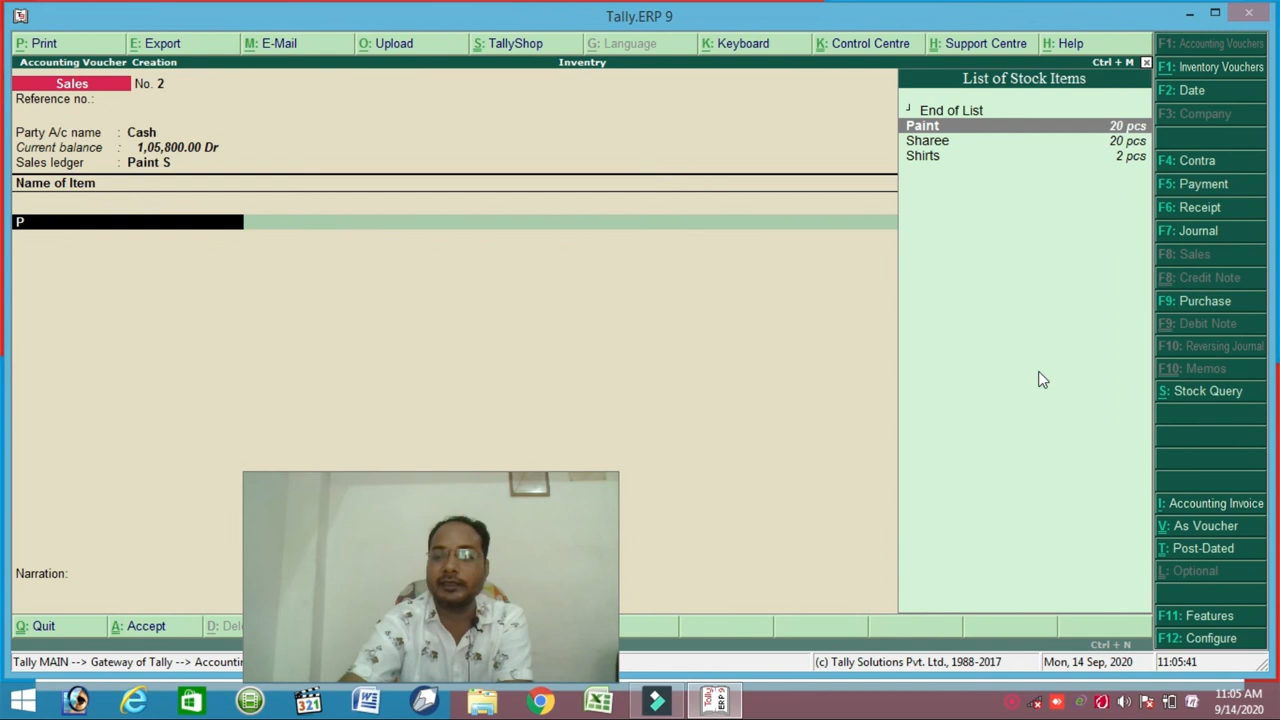 Tally.ERP 9
P: Print E: Export M: E-Mail O: Upload S: TallyShop G: Language K: Keyboard K: Control Centre H: Support Centre H: Help
Accounting Voucher Creation Inventry Ctrl + M
Sales No. 2
Reference no.:
Party A/c name : Cash
Current balance : 1,05,800.00 Dr
Sales ledger : Paint S
Name of Item
P
Narration:
List of Stock Items
End of List
Paint 20 pcs
Sharee 20 pcs
Shirts 2 pcs
F1: Accounting Vouchers
F1: Inventory Vouchers
F2: Date
F3: Company
F4: Contra
F5: Payment
F6: Receipt
F7: Journal
F8: Sales
F8: Credit Note
F9: Purchase
F9: Debit Note
F10: Reversing Journal
F10: Memos
S: Stock Query
I: Accounting Invoice
V: As Voucher
T: Post-Dated
L: Optional
F11: Features
F12: Configure
Q: Quit A: Accept D: Del
Ctrl + N
Tally MAIN --> Gateway of Tally --> Accounti (c) Tally Solutions Pvt. Ltd., 1988-2017 Mon, 14 Sep, 2020 11:05:41
321
Tally ERP 9
11:05 AM
9/14/2020